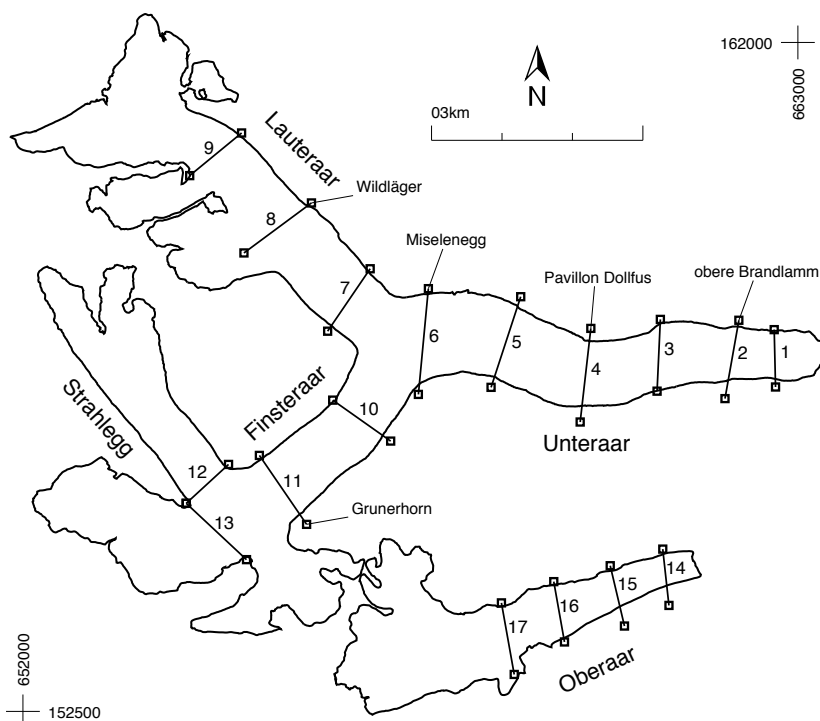 162000
663000
03km
N
Lauteraar
9
Wildläger
8
Miselenegg
7
Pavillon Dollfus
obere Brandlamm
6
5
4
3
2
1
Strahlegg
Finsteraar
10
Unteraar
12
11
13
Grunerhorn
14
15
16
17
Oberaar
652000
152500